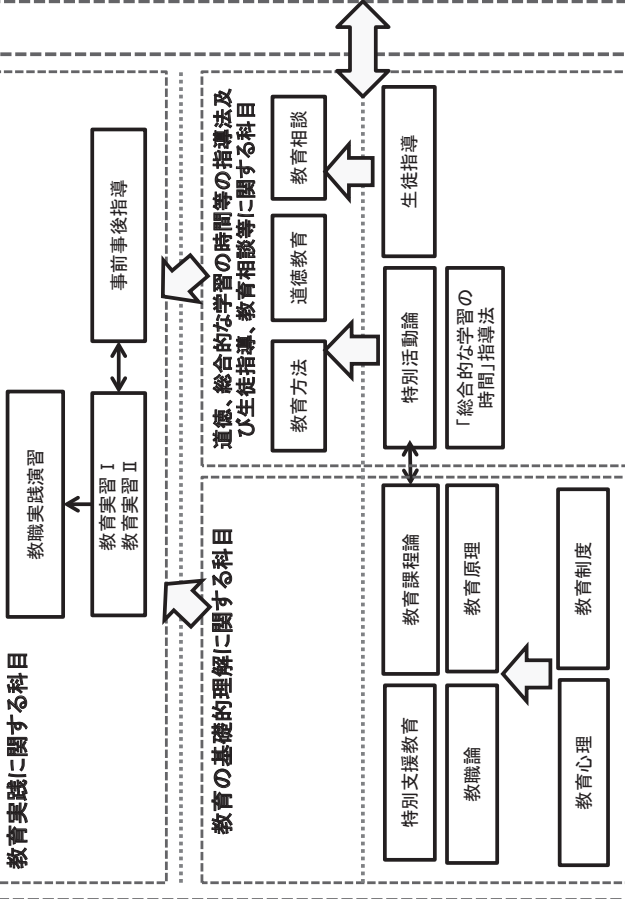 教育実践に関する科目
教職実践演習
教育実習Ⅰ
教育実習Ⅱ
事前事後指導
教育の基礎的理解に関する科目
道徳、総合的な学習の時間等の指導法及
び生徒指導、教育相談等に関する科目
教育方法
道徳教育
教育相談
特別支援教育
教育課程論
特別活動論
生徒指導
教職論
教育原理
「総合的な学習の
時間」指導法
教育心理
教育制度